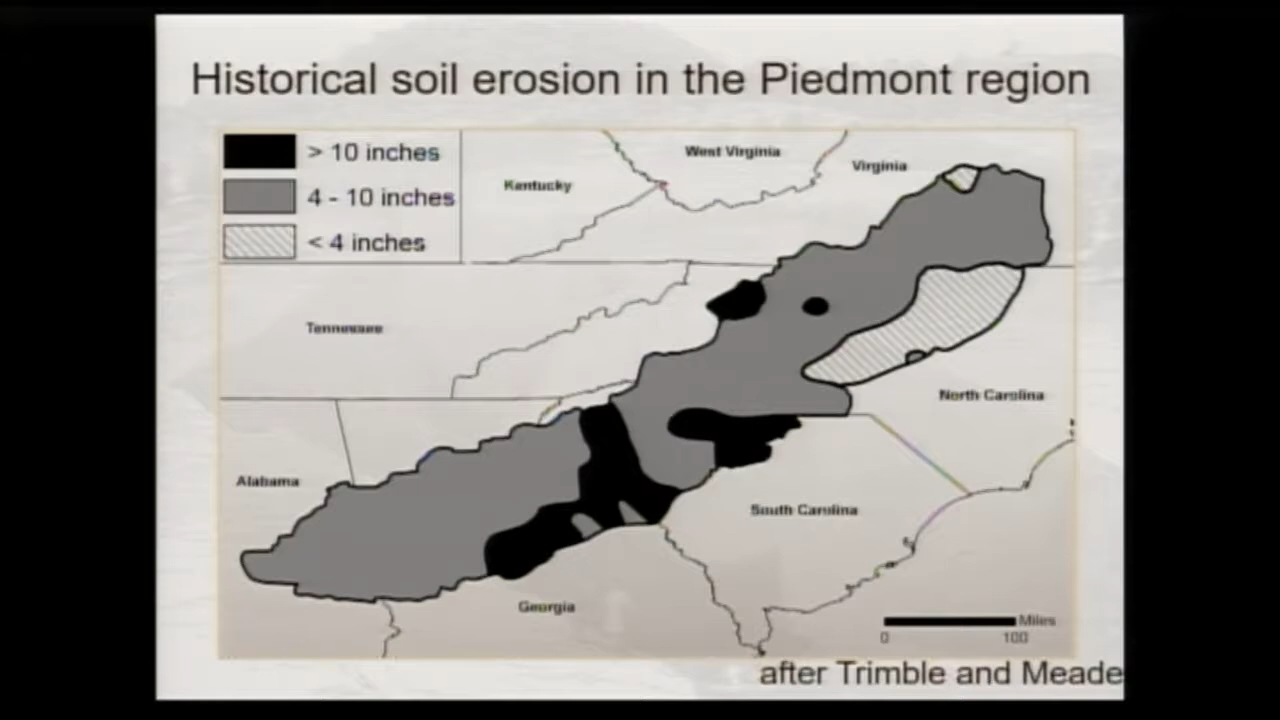 Historical soil erosion in the Piedmont region
> 10 inches
4 - 10 inches
< 4 inches
West Virginia
Virginia
Kentucky
Tennessee
North Carolina
Alabama
South Carolina
Georgia
Miles
0 100
after Trimble and Meade